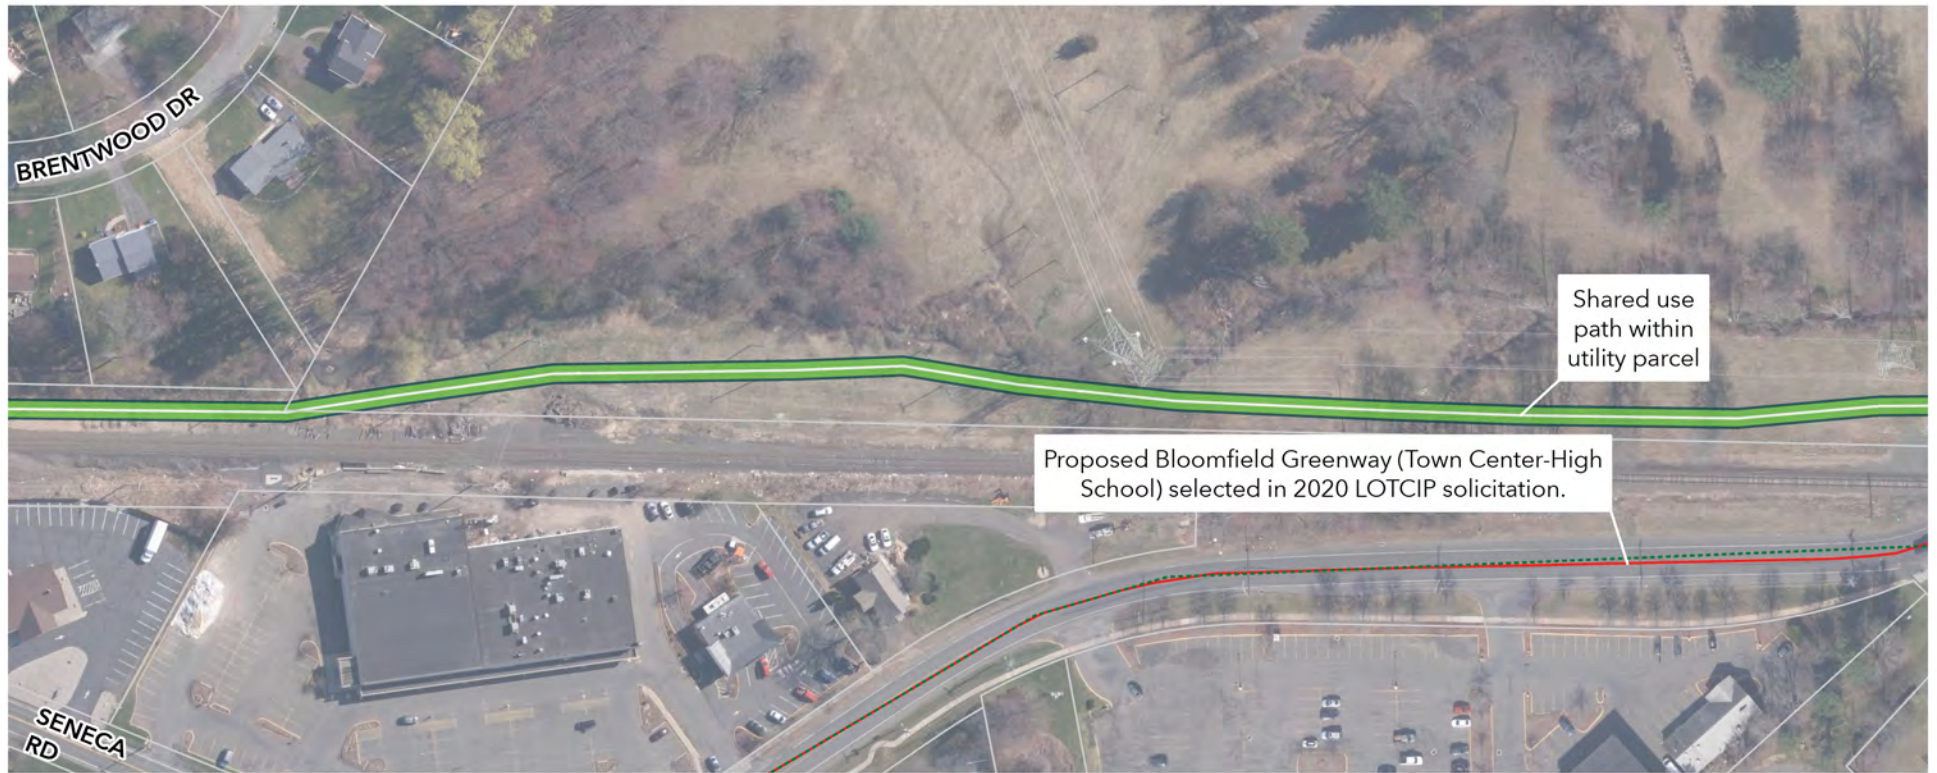 BRENTWOOD DR
Shared use
path within
utility parcel
Proposed Bloomfield Greenway (Town Center-High
School) selected in 2020 LOTCIP solicitation.
SENECA
RD